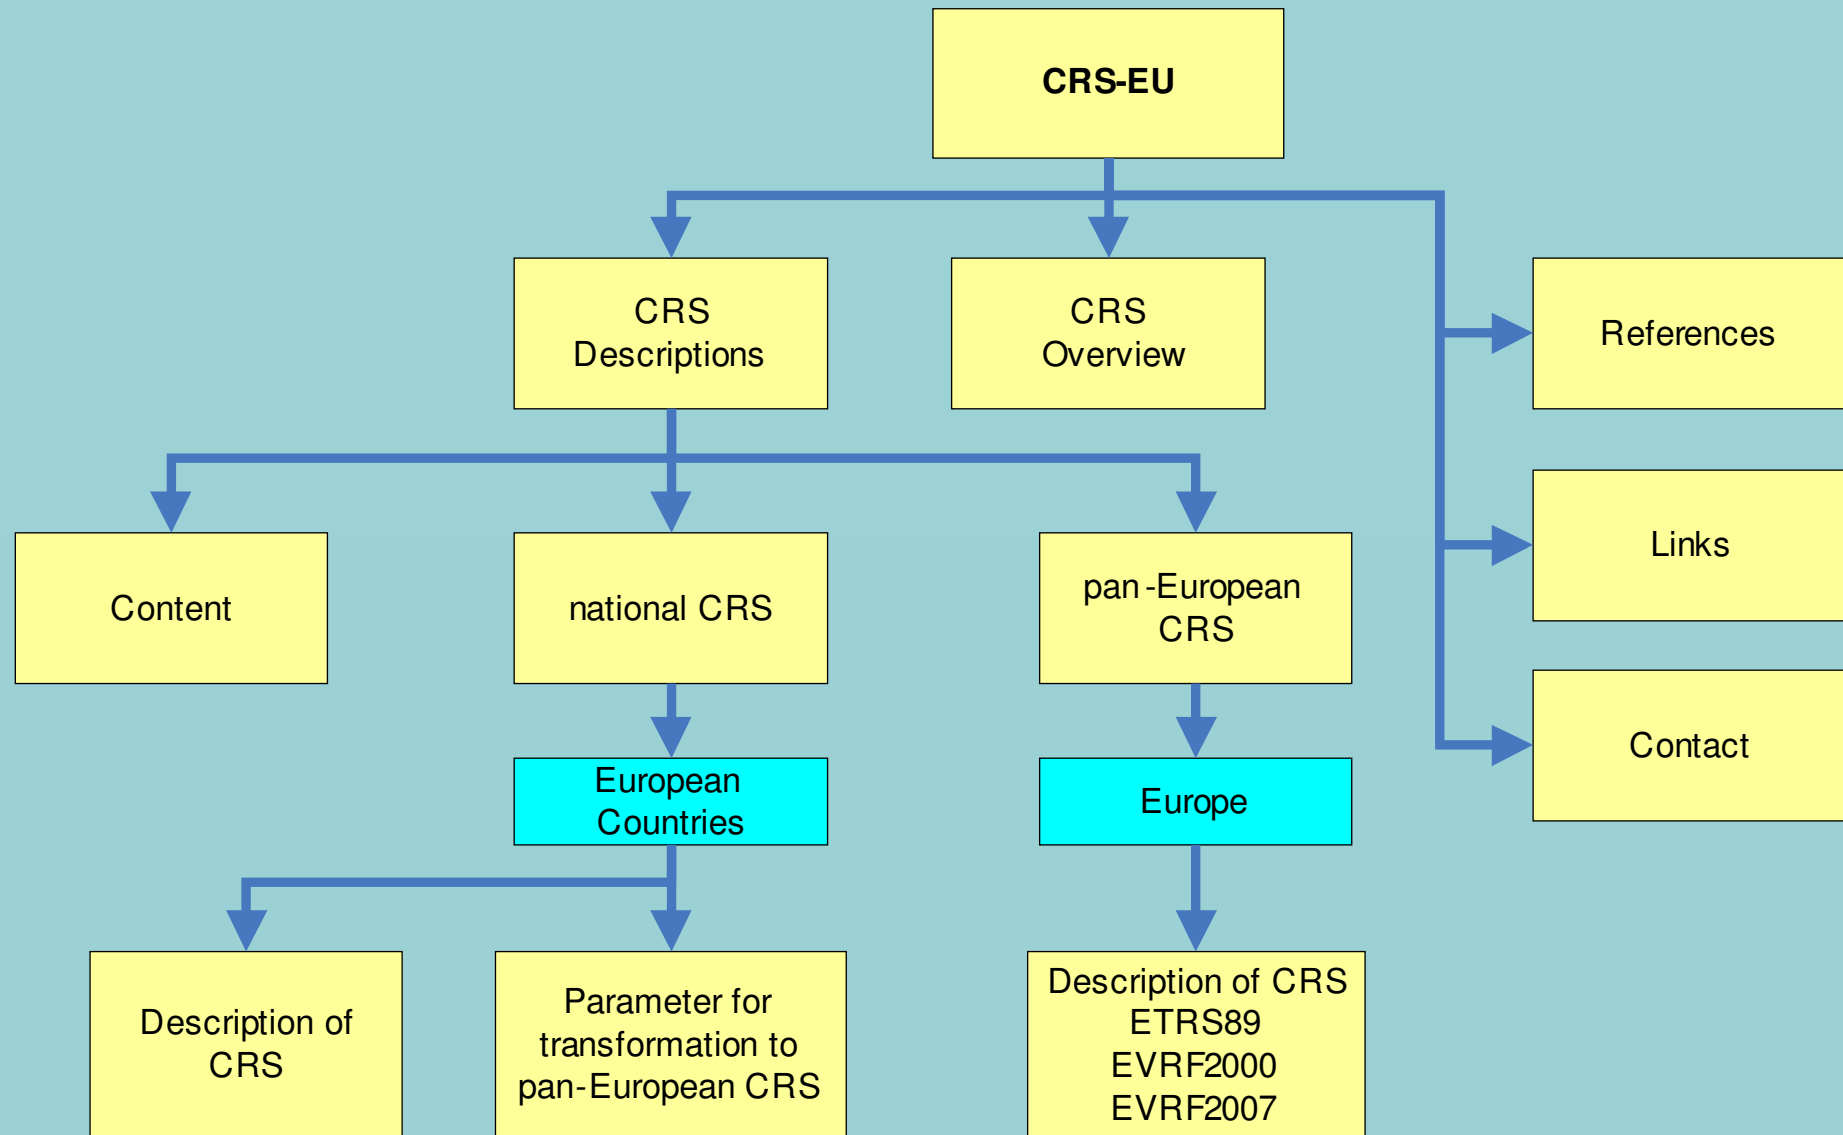 CRS-EU
CRS
Descriptions
CRS
Overview
References
Links
Contact
Content
national CRS
pan-European
CRS
European
Countries
Europe
Description of
CRS
Parameter for
transformation to
pan-European CRS
Description of CRS
ETRS89
EVRF2000
EVRF2007